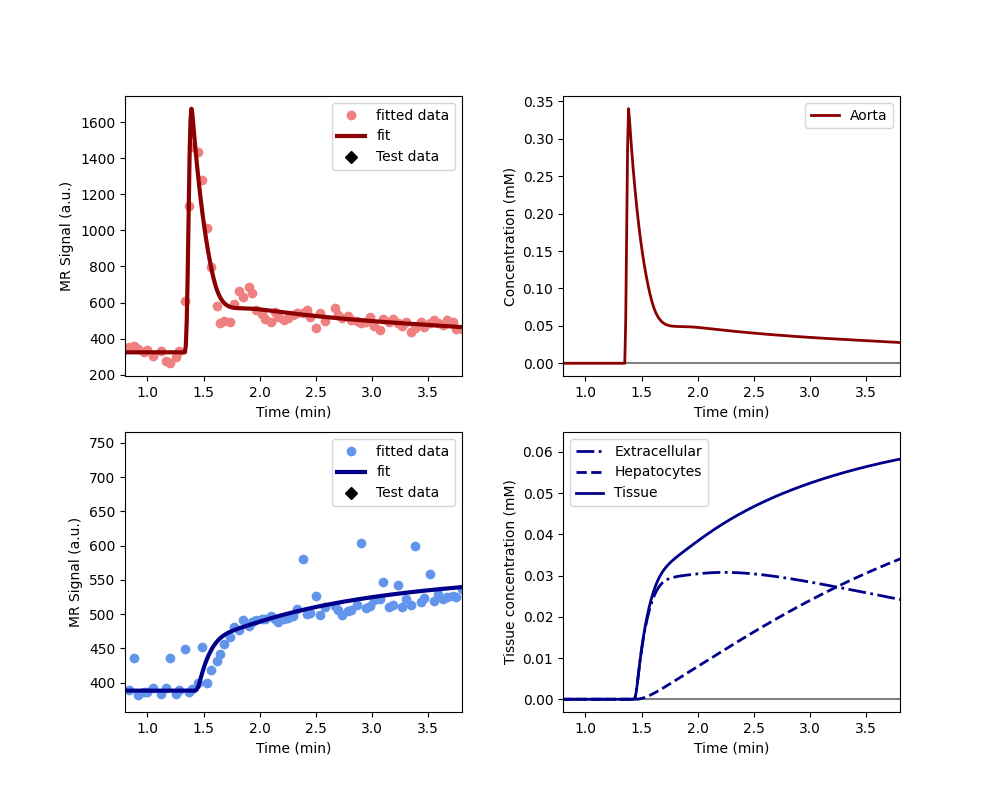 1600
1400
1200
1000
800
600
400
200
MR Signal (a.u.)
fitted data
fit
Test data
1.0 1.5 2.0 2.5 3.0 3.5
Time (min)
0.35
0.30
0.25
0.20
0.15
0.10
0.05
0.00
Concentration (mM)
Aorta
1.0 1.5 2.0 2.5 3.0 3.5
Time (min)
750
700
650
600
550
500
450
400
MR Signal (a.u.)
fitted data
fit
Test data
1.0 1.5 2.0 2.5 3.0 3.5
Time (min)
0.06
0.05
0.04
0.03
0.02
0.01
0.00
Tissue concentration (mM)
Extracellular
Hepatocytes
Tissue
1.0 1.5 2.0 2.5 3.0 3.5
Time (min)